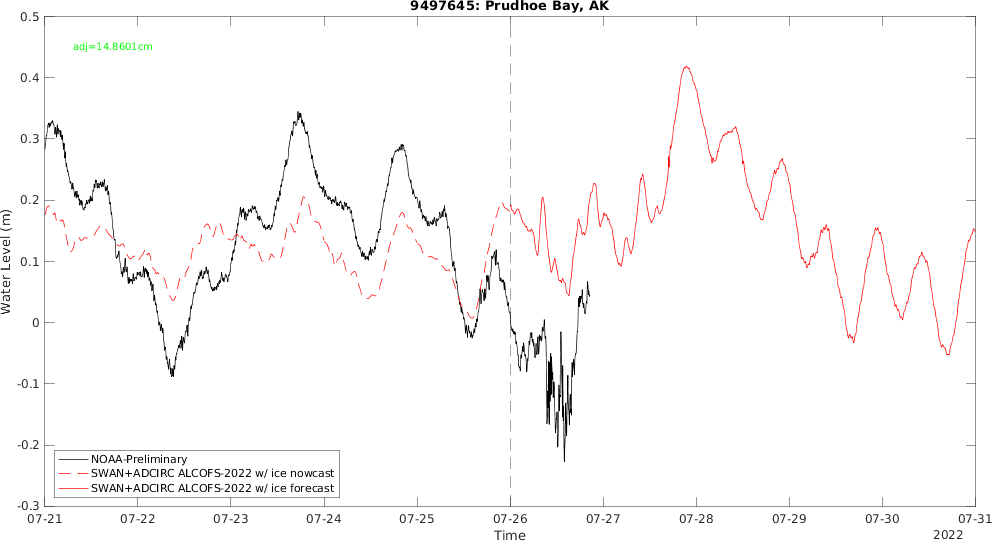 9497645: Prudhoe Bay, AK
adj=14.8601cm
Water Level (m)
0.5
0.4
0.3
0.2
0.1
0
-0.1
-0.2
-0.3
NOAA-Preliminary
SWAN+ADCIRC ALCOFS-2022 w/ ice nowcast
SWAN+ADCIRC ALCOFS-2022 w/ ice forecast
07-21 07-22 07-23 07-24 07-25 07-26 07-27 07-28 07-29 07-30 07-31
Time
2022